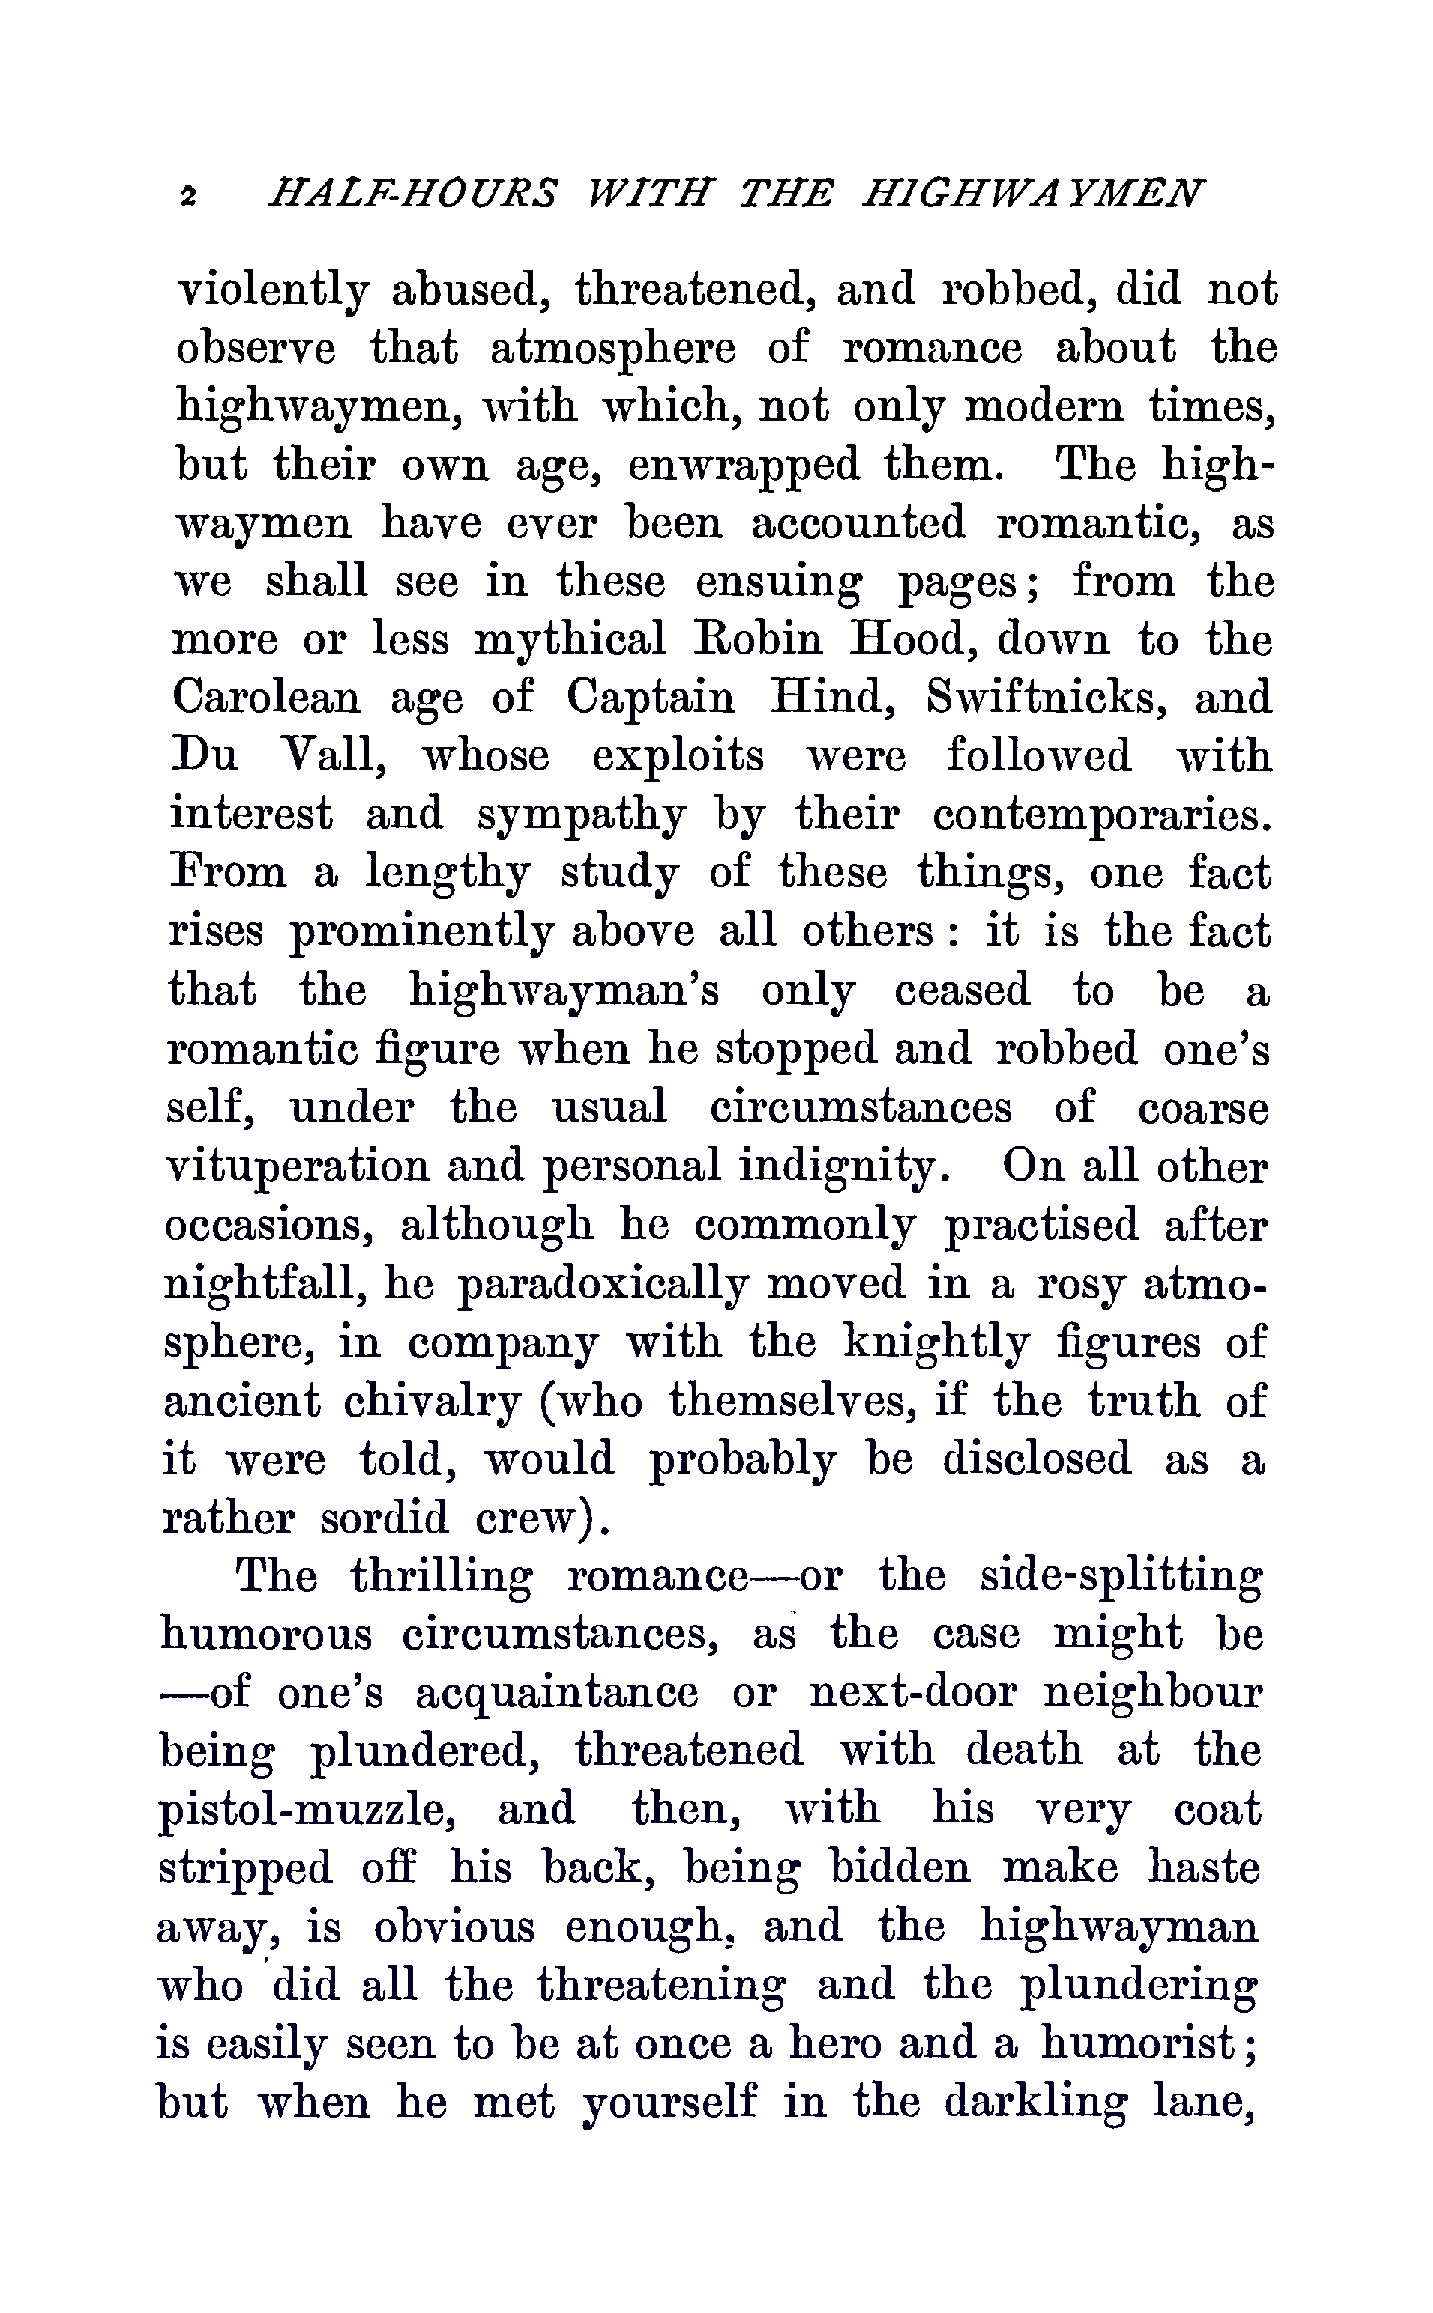 2 HALF-HOURS WITH THE HIGHWAYMEN
violently abused, threatened, and robbed, did not
observe that atmosphere of romance about the
highwaymen, with which, not only modern times,
but their own age, enwrapped them. The high-
waymen have ever been accounted romantic, as
we shall see in these ensuing pages; from the
more or less mythical Robin Hood, down to the
Carolean age of Captain Hind, Swiftnicks, and
Du Vall, whose exploits were followed with
interest and sympathy by their contemporaries.
From a lengthy study of these things, one fact
rises prominently above all others : it is the fact
that the highwayman's only ceased to be a
romantic figure when he stopped and robbed one's
self, under the usual circumstances of coarse
vituperation and personal indignity. On all other
occasions, although he commonly practised after
nightfall, he paradoxically moved in a rosy atmo-
sphere, in company with the knightly figures of
ancient chivalry (who themselves, if the truth of
it were told, would probably be disclosed as a
rather sordid crew).
The thrilling romance—or the side-splitting
humorous circumstances, as the case might be
—of one's acquaintance or next-door neighbour
being plundered, threatened with death at the
pistol-muzzle, and then, with his very coat
stripped off his back, being bidden make haste
away, is obvious enough, and the highwayman
who did all the threatening and the plundering
is easily seen to be at once a hero and a humorist;
but when he met yourself in the darkling lane,